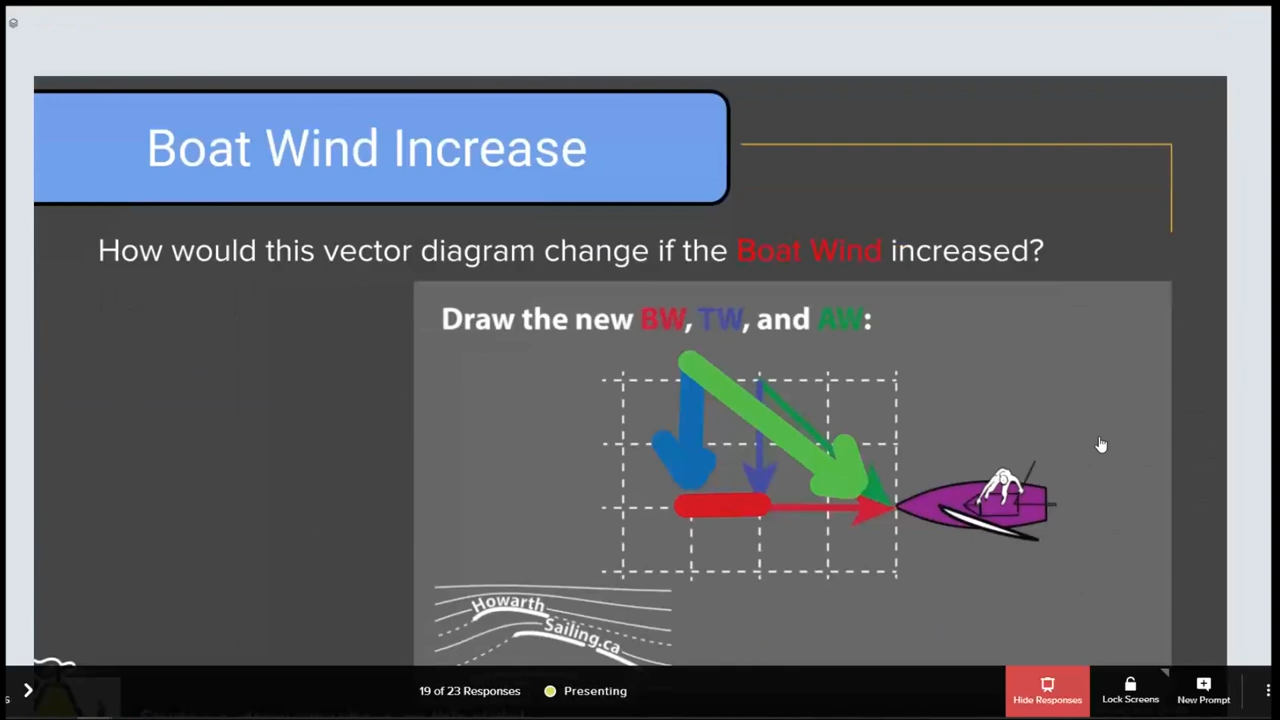 Boat Wind Increase
How would this vector diagram change if the Boat Wind increased?
Draw the new BW, TW, and AW:
Howarth
Sailing.ca
19 of 23 Responses
Presenting
Hide Responses
Lock Screens
New Prompt